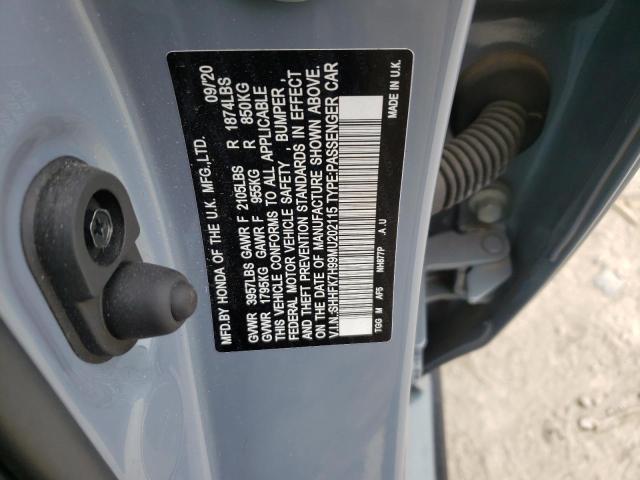 MFD.BY HONDA OF THE U.K. MFG.,LTD. 09/20
GVWR 3957LBS GAWR F 2105LBS R 1874LBS
GVWR 1795KG GAWR F 955KG R 850KG
THIS VEHICLE CONFORMS TO ALL APPLICABLE
FEDERAL MOTOR VEHICLE SAFETY , BUMPER ,
AND THEFT PREVENTION STANDARDS IN EFFECT
ON THE DATE OF MANUFACTURE SHOWN ABOVE.
V.I.N.:SHHFK7H99MU202115 TYPE:PASSENGER CAR
TGG M AF5 NH877P .A.U MADE IN U.K.